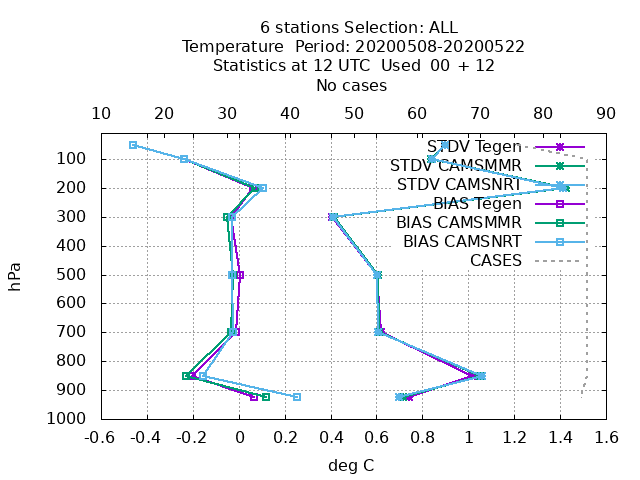 6 stations Selection: ALL
Temperature  Period: 20200508-20200522
Statistics at 12 UTC  Used  00 + 12
No cases
10 20 30 40 50 60 70 80 90
STDV Tegen
STDV CAMSMMR
STDV CAMSNRT
BIAS Tegen
BIAS CAMSMMR
BIAS CAMSNRT
CASES
hPa
100
200
300
400
500
600
700
800
900
1000
-0.6 -0.4 -0.2 0 0.2 0.4 0.6 0.8 1 1.2 1.4 1.6
deg C